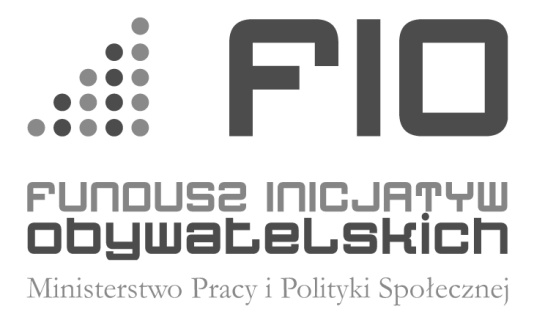 FIO
FUNDUSZ INICJATYW
obywatelskich
Ministerstwo Pracy i Polityki Społecznej